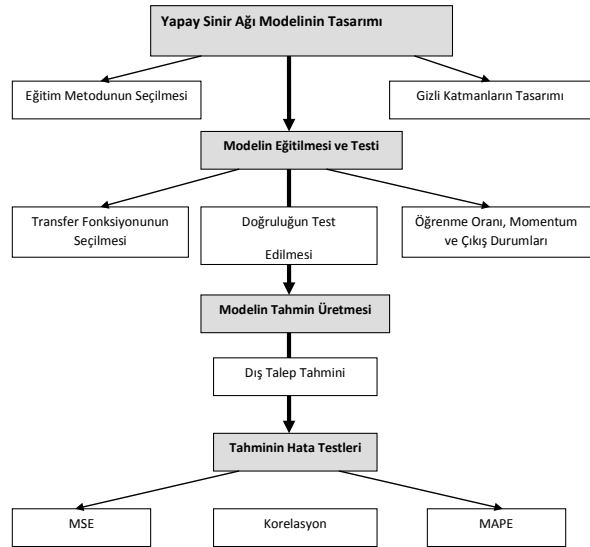 Yapay Sinir Ağı Modelinin Tasarımı
Eğitim Metodunun Seçilmesi
Gizli Katmanların Tasarımı
Modelin Eğitilmesi ve Testi
Transfer Fonksiyonunun
Seçilmesi
Doğruluğun Test
Edilmesi
Öğrenme Oranı, Momentum
ve Çıkış Durumları
Modelin Tahmin Üretmesi
Dış Talep Tahmini
Tahminin Hata Testleri
MSE
Korelasyon
MAPE